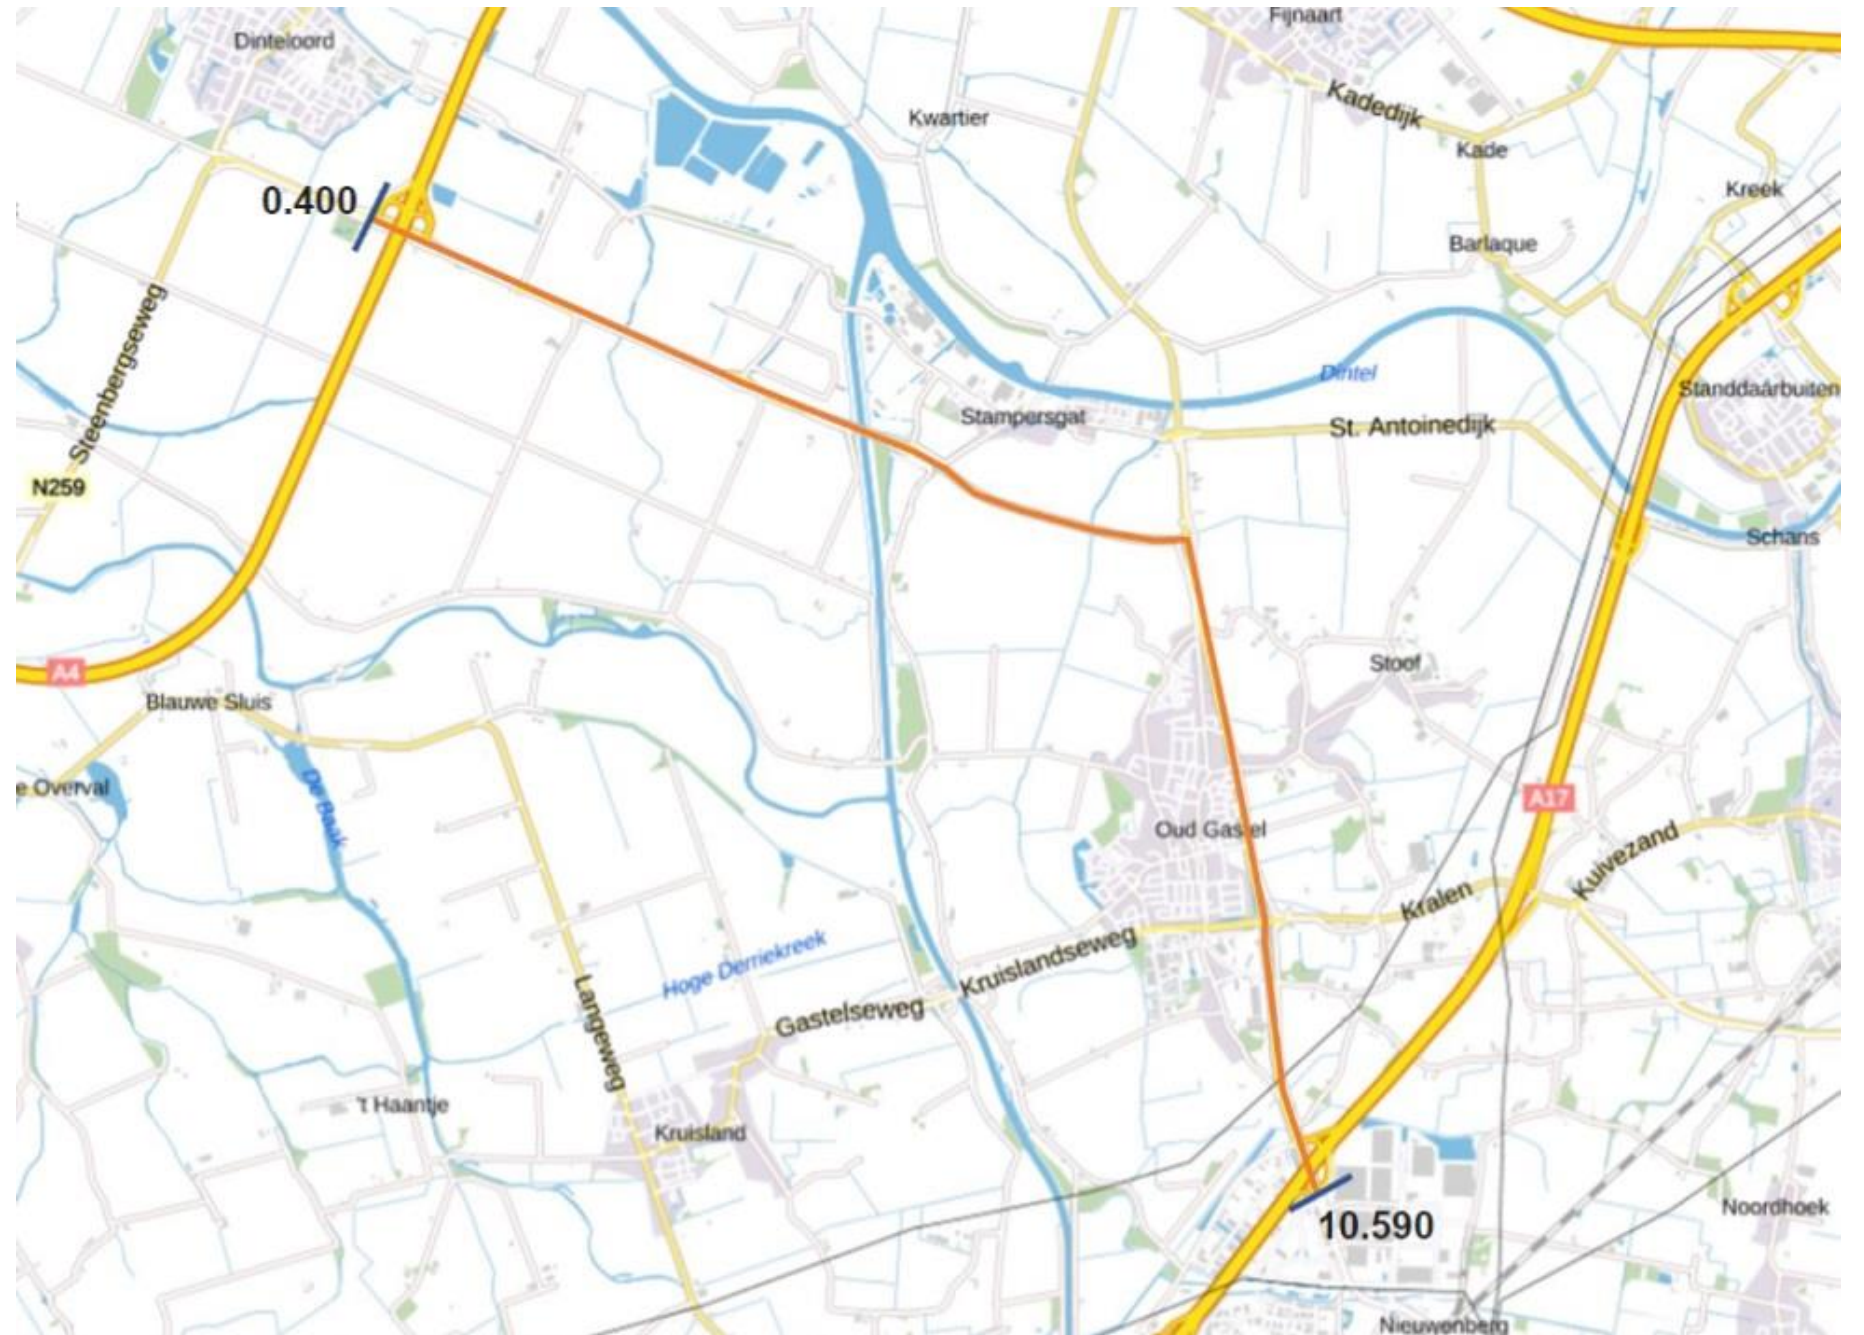 Fijnaart
Dinteloord
Kadedijk
Kwartier
Kade
Kreek
0.400
Barlaque
Steenbergseweg
Dintel
Standdaarbuiten
Stampersgat
St. Antoinedijk
N259
Schans
Stoof
A4
Blauwe Sluis
e Overval
A17
De Baak
Oud Gastel
Kuivezand
Kralen
Hoge Derriekreek
Kruislandseweg
Gastelseweg
Langeweg
't Haantje
Kruisland
Noordhoek
10.590
Nieuwenberg